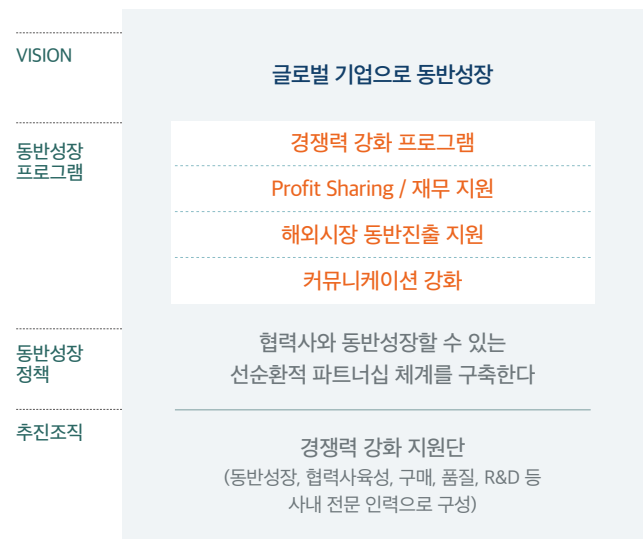 VISION
글로벌 기업으로 동반성장
동반성장
프로그램
경쟁력 강화 프로그램
Profit Sharing / 재무 지원
해외시장 동반진출 지원
커뮤니케이션 강화
동반성장
정책
협력사와 동반성장할 수 있는
선순환적 파트너십 체계를 구축한다
추진조직
경쟁력 강화 지원단
(동반성장, 협력사육성, 구매, 품질, R&D 등
사내 전문 인력으로 구성)